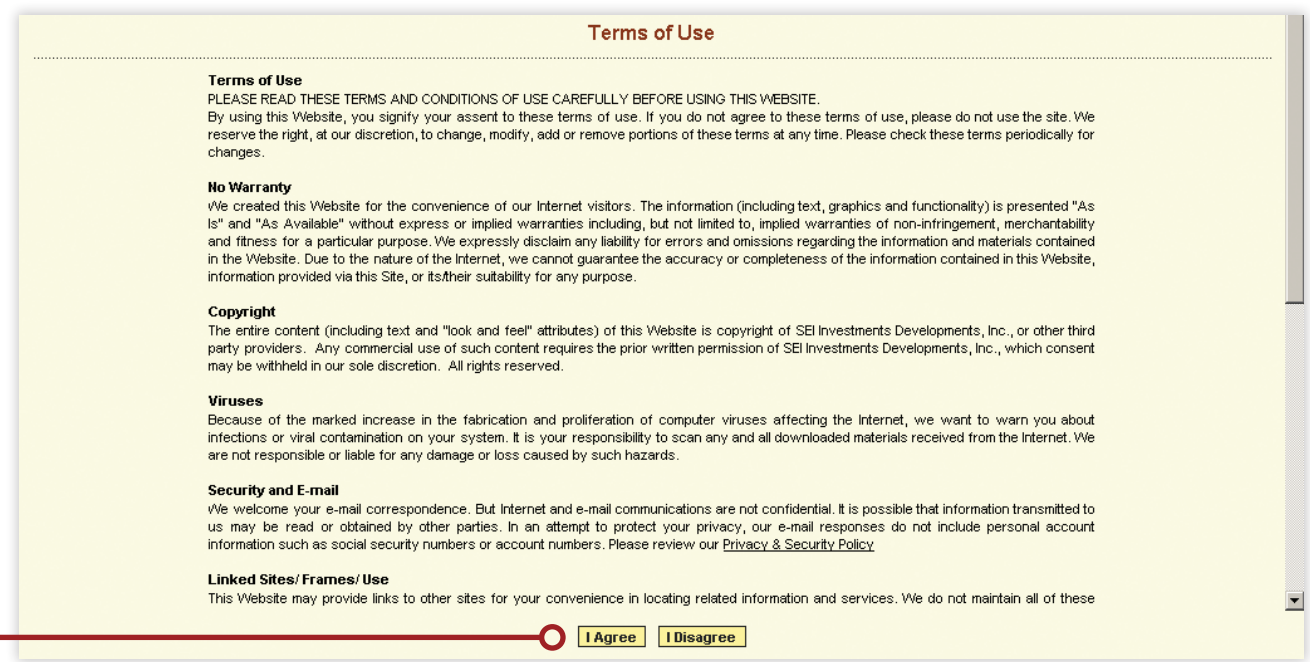 Terms of Use
Terms of Use
PLEASE READ THESE TERMS AND CONDITIONS OF USE CAREFULLY BEFORE USING THIS WEBSITE.
By using this Website, you signify your assent to these terms of use. If you do not agree to these terms of use, please do not use the site. We
reserve the right, at our discretion, to change, modify, add or remove portions of these terms at any time. Please check these terms periodically for
changes.
No Warranty
We created this Website for the convenience of our Internet visitors. The information (including text, graphics and functionality) is presented "As
Is" and "As Available" without express or implied warranties including, but not limited to, implied warranties of non-infringement, merchantability
and fitness for a particular purpose. We expressly disclaim any liability for errors and omissions regarding the information and materials contained
in the Website. Due to the nature of the Internet, we cannot guarantee the accuracy or completeness of the information contained in this Website,
information provided via this Site, or its/their suitability for any purpose.
Copyright
The entire content (including text and "look and feel" attributes) of this Website is copyright of SEI Investments Developments, Inc., or other third
party providers. Any commercial use of such content requires the prior written permission of SEI Investments Developments, Inc., which consent
may be withheld in our sole discretion. All rights reserved.
Viruses
Because of the marked increase in the fabrication and proliferation of computer viruses affecting the Internet, we want to warn you about
infections or viral contamination on your system. It is your responsibility to scan any and all downloaded materials received from the Internet. We
are not responsible or liable for any damage or loss caused by such hazards.
Security and E-mail
We welcome your e-mail correspondence. But Internet and e-mail communications are not confidential. It is possible that information transmitted to
us may be read or obtained by other parties. In an attempt to protect your privacy, our e-mail responses do not include personal account
information such as social security numbers or account numbers. Please review our Privacy & Security Policy
Linked Sites/ Frames/ Use
This Website may provide links to other sites for your convenience in locating related information and services. We do not maintain all of these
I Agree I Disagree